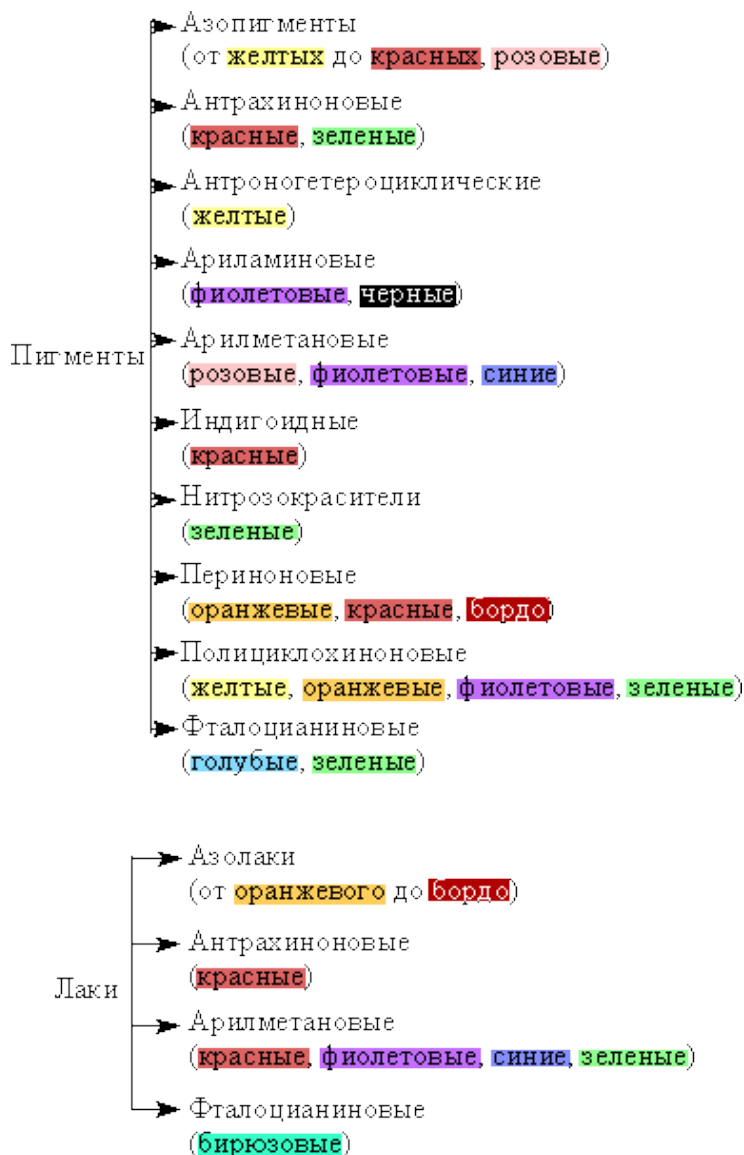 Азопигменты
(от желтых до красных, розовые)
Антрахиноновые
(красные, зеленые)
Антроногетероциклические
(желтые)
Ариламиновые
(фиолетовые, черные)
Пигменты
Арилметановые
(розовые, фиолетовые, синие)
Индигоидные
(красные)
Нитрозокрасители
(зеленые)
Периноновые
(оранжевые, красные, бордо)
Полициклохиноновые
(желтые, оранжевые, фиолетовые, зеленые)
Фталоцианиновые
(голубые, зеленые)
Азолаки
(от оранжевого до бордо)
Антрахиноновые
(красные)
Лаки
Арилметановые
(красные, фиолетовые, синие, зеленые)
Фталоцианиновые
(бирюзовые)